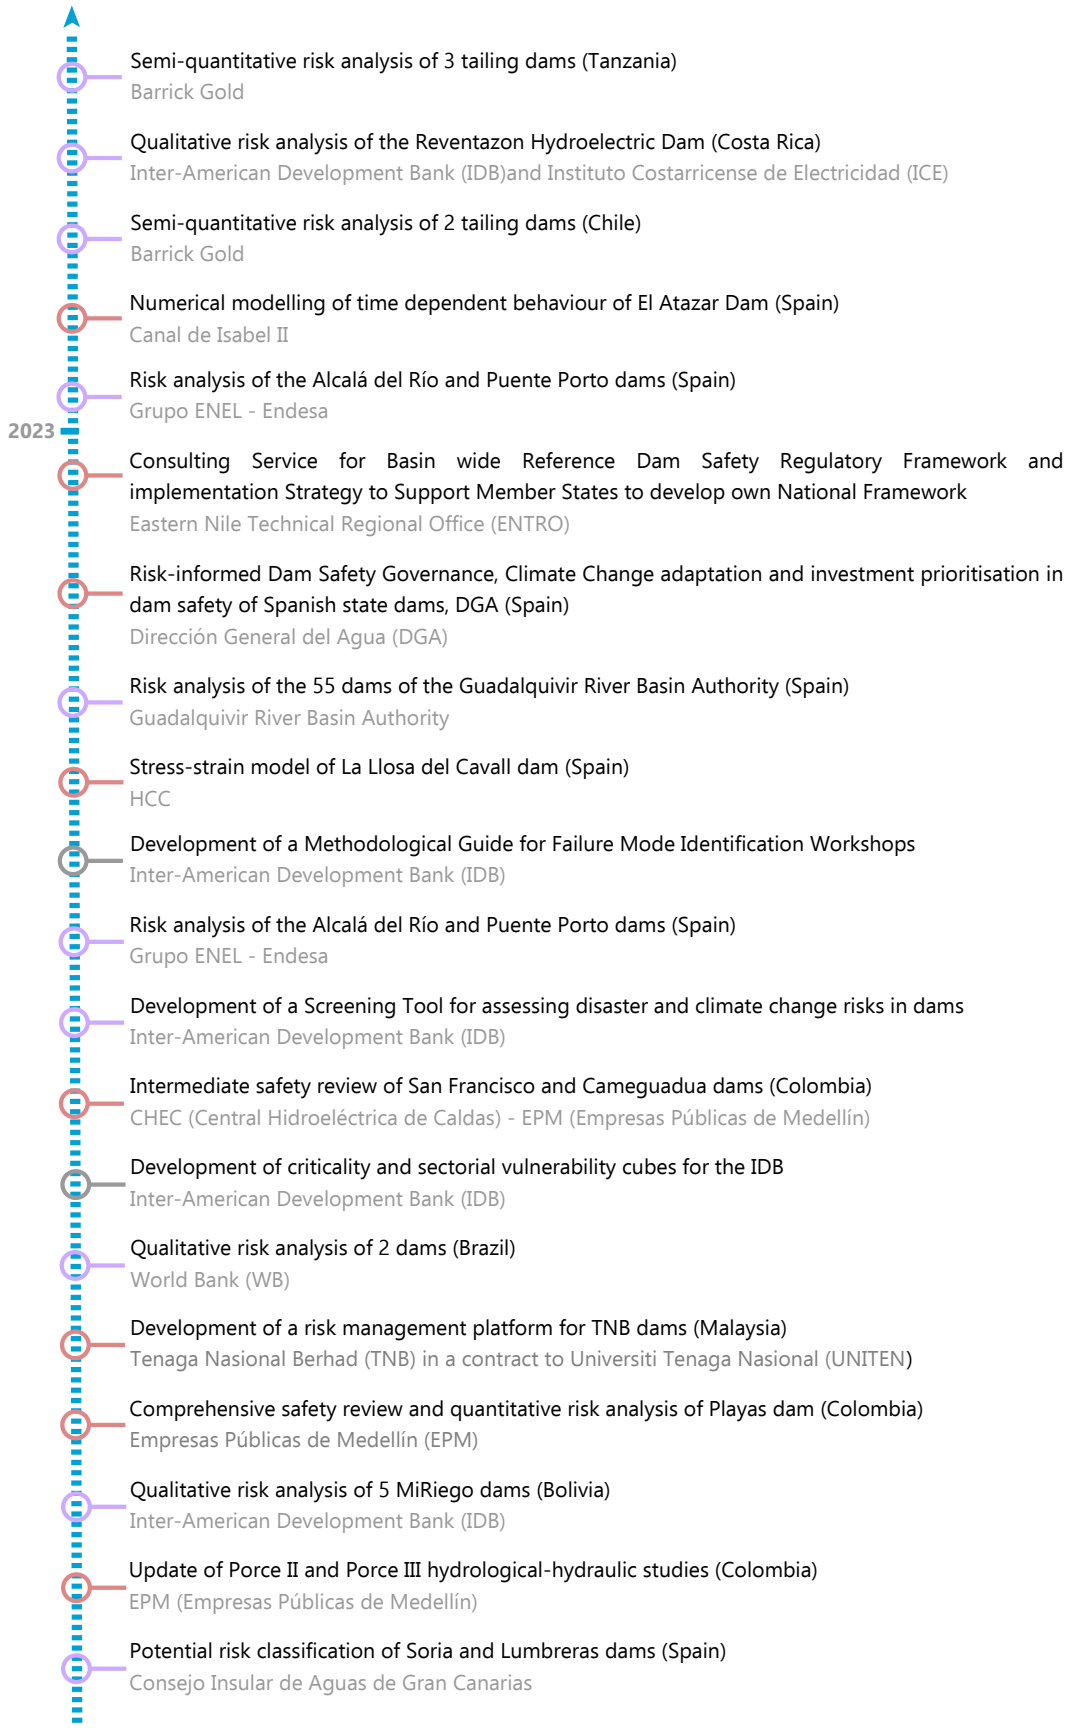 Semi-quantitative risk analysis of 3 tailing dams (Tanzania)
Barrick Gold
Qualitative risk analysis of the Reventazon Hydroelectric Dam (Costa Rica)
Inter-American Development Bank (IDB)and Instituto Costarricense de Electricidad (ICE)
Semi-quantitative risk analysis of 2 tailing dams (Chile)
Barrick Gold
Numerical modelling of time dependent behaviour of El Atazar Dam (Spain)
Canal de Isabel II
Risk analysis of the Alcalá del Río and Puente Porto dams (Spain)
Grupo ENEL - Endesa
2023
Consulting Service for Basin wide Reference Dam Safety Regulatory Framework and
implementation Strategy to Support Member States to develop own National Framework
Eastern Nile Technical Regional Office (ENTRO)
Risk-informed Dam Safety Governance, Climate Change adaptation and investment prioritisation in
dam safety of Spanish state dams, DGA (Spain)
Dirección General del Agua (DGA)
Risk analysis of the 55 dams of the Guadalquivir River Basin Authority (Spain)
Guadalquivir River Basin Authority
Stress-strain model of La Llosa del Cavall dam (Spain)
HCC
Development of a Methodological Guide for Failure Mode Identification Workshops
Inter-American Development Bank (IDB)
Risk analysis of the Alcalá del Río and Puente Porto dams (Spain)
Grupo ENEL - Endesa
Development of a Screening Tool for assessing disaster and climate change risks in dams
Inter-American Development Bank (IDB)
Intermediate safety review of San Francisco and Cameguadua dams (Colombia)
CHEC (Central Hidroeléctrica de Caldas) - EPM (Empresas Públicas de Medellín)
Development of criticality and sectorial vulnerability cubes for the IDB
Inter-American Development Bank (IDB)
Qualitative risk analysis of 2 dams (Brazil)
World Bank (WB)
Development of a risk management platform for TNB dams (Malaysia)
Tenaga Nasional Berhad (TNB) in a contract to Universiti Tenaga Nasional (UNITEN)
Comprehensive safety review and quantitative risk analysis of Playas dam (Colombia)
Empresas Públicas de Medellín (EPM)
Qualitative risk analysis of 5 MiRiego dams (Bolivia)
Inter-American Development Bank (IDB)
Update of Porce II and Porce III hydrological-hydraulic studies (Colombia)
EPM (Empresas Públicas de Medellín)
Potential risk classification of Soria and Lumbreras dams (Spain)
Consejo Insular de Aguas de Gran Canarias